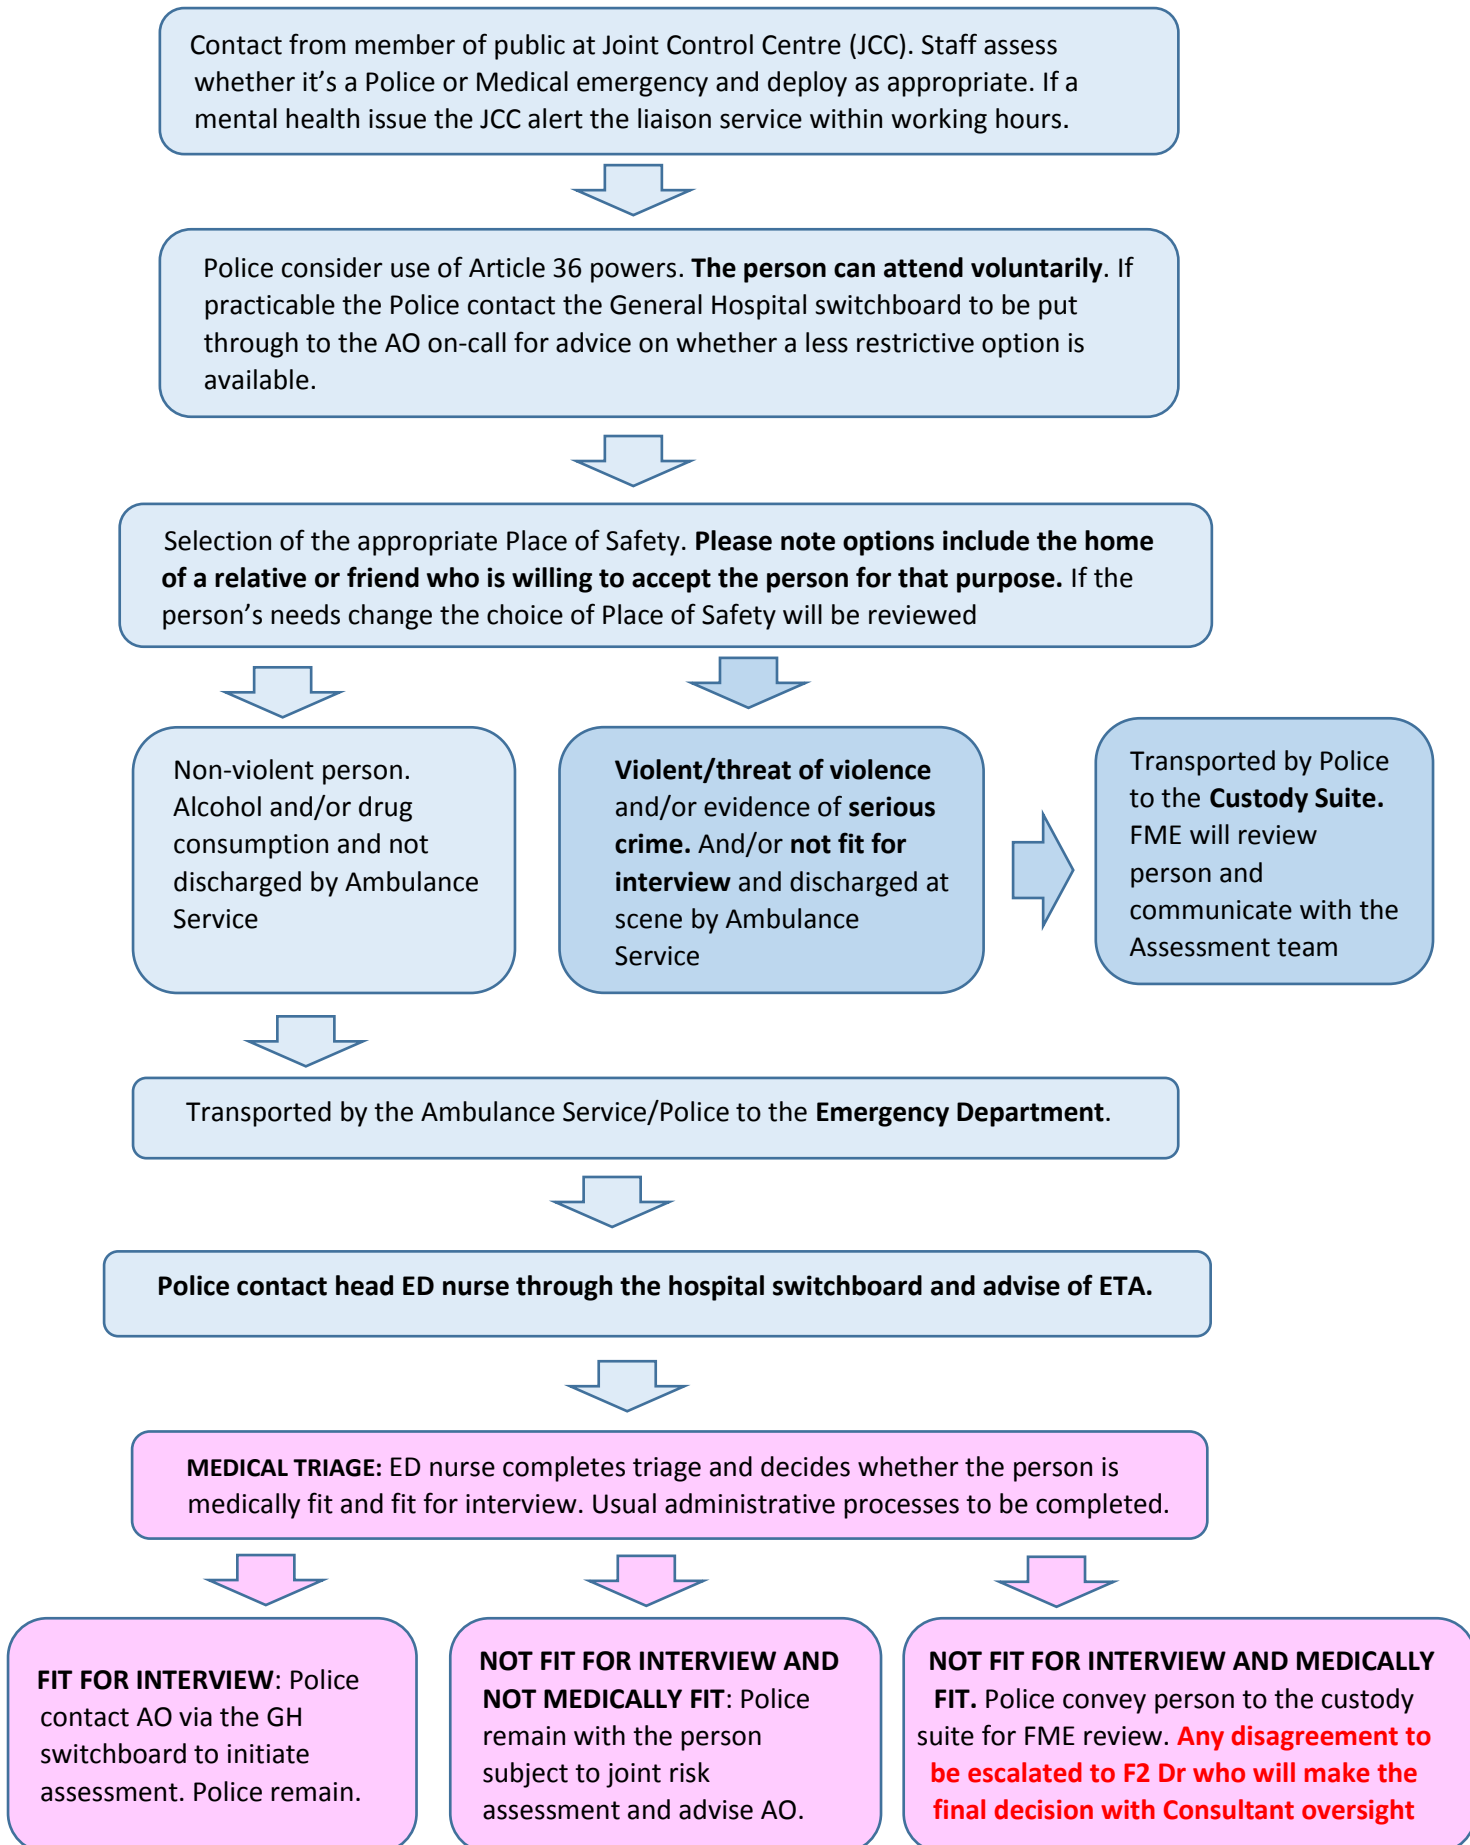 Contact from member of public at Joint Control Centre (JCC). Staff assess
whether it’s a Police or Medical emergency and deploy as appropriate. If a
mental health issue the JCC alert the liaison service within working hours.
Police consider use of Article 36 powers. The person can attend voluntarily. If
practicable the Police contact the General Hospital switchboard to be put
through to the AO on-call for advice on whether a less restrictive option is
available.
Selection of the appropriate Place of Safety. Please note options include the home
of a relative or friend who is willing to accept the person for that purpose. If the
person’s needs change the choice of Place of Safety will be reviewed
Non-violent person.
Alcohol and/or drug
consumption and not
discharged by Ambulance
Service
Violent/threat of violence
and/or evidence of serious
crime. And/or not fit for
interview and discharged at
scene by Ambulance
Service
Transported by Police
to the Custody Suite.
FME will review
person and
communicate with the
Assessment team
Transported by the Ambulance Service/Police to the Emergency Department.
Police contact head ED nurse through the hospital switchboard and advise of ETA.
MEDICAL TRIAGE: ED nurse completes triage and decides whether the person is
medically fit and fit for interview. Usual administrative processes to be completed.
FIT FOR INTERVIEW: Police
contact AO via the GH
switchboard to initiate
assessment. Police remain.
NOT FIT FOR INTERVIEW AND
NOT MEDICALLY FIT: Police
remain with the person
subject to joint risk
assessment and advise AO.
NOT FIT FOR INTERVIEW AND MEDICALLY
FIT. Police convey person to the custody
suite for FME review. Any disagreement to
be escalated to F2 Dr who will make the
final decision with Consultant oversight